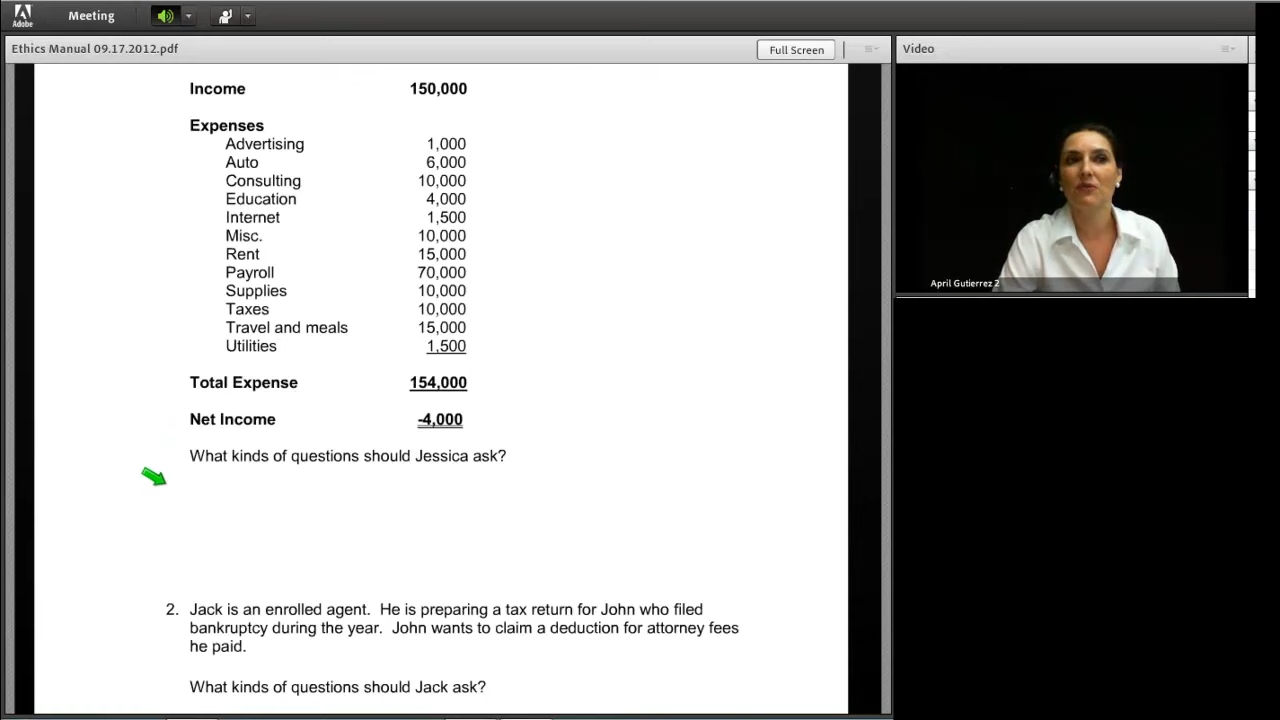 Adobe
Meeting
Ethics Manual 09.17.2012.pdf
Full Screen
Video
Income 150,000
Expenses
Advertising 1,000
Auto 6,000
Consulting 10,000
Education 4,000
Internet 1,500
Misc. 10,000
Rent 15,000
Payroll 70,000
Supplies 10,000
Taxes 10,000
Travel and meals 15,000
Utilities 1,500
Total Expense 154,000
Net Income -4,000
What kinds of questions should Jessica ask?
2. Jack is an enrolled agent. He is preparing a tax return for John who filed
bankruptcy during the year. John wants to claim a deduction for attorney fees
he paid.
What kinds of questions should Jack ask?
April Gutierrez 2